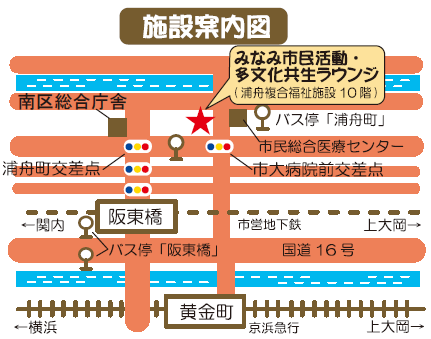 施設案内図
みなみ市民活動・
多文化共生ラウンジ
(浦舟複合福祉施設 10 階)
南区総合庁舎
バス停「浦舟町」
市民総合医療センター
浦舟町交差点
市大病院前交差点
阪東橋
←関内
市営地下鉄
上大岡→
バス停「阪東橋」
国道 16 号
黄金町
←横浜
京浜急行
上大岡→